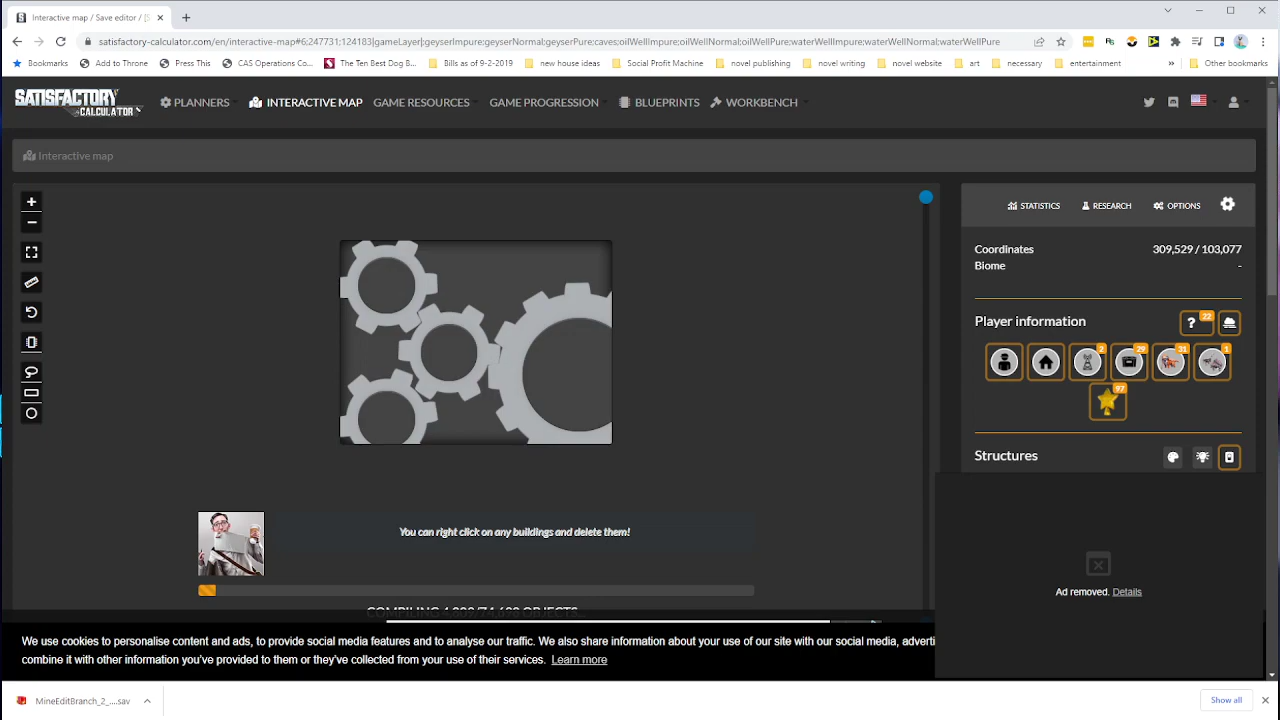 Interactive map / Save editor / [S
satisfactory-calculator.com/en/interactive-map#6;247731;124183|gameLayer|;geyserImpure;geyserNormal;geyserPure;caves;oilWellImpure;oilWellNormal;oilWellPure;waterWellImpure;waterWellNormal;waterWellPure
Bookmarks Add to Throne Press This CAS Operations Co... The Ten Best Dog B... Bills as of 9-2-2019 new house ideas Social Profit Machine novel publishing novel writing novel website art necessary entertainment » Other bookmarks
SATISFACTORY CALCULATOR PLANNERS INTERACTIVE MAP GAME RESOURCES GAME PROGRESSION BLUEPRINTS WORKBENCH
Interactive map
STATISTICS RESEARCH OPTIONS
Coordinates 309,529 / 103,077
Biome -
Player information ? 22
2 29 31 1
97
Structures
You can right click on any buildings and delete them!
Ad removed. Details
We use cookies to personalise content and ads, to provide social media features and to analyse our traffic. We also share information about your use of our site with our social media, adverti
combine it with other information you've provided to them or they've collected from your use of their services. Learn more
MineEditBranch_2_....sav Show all